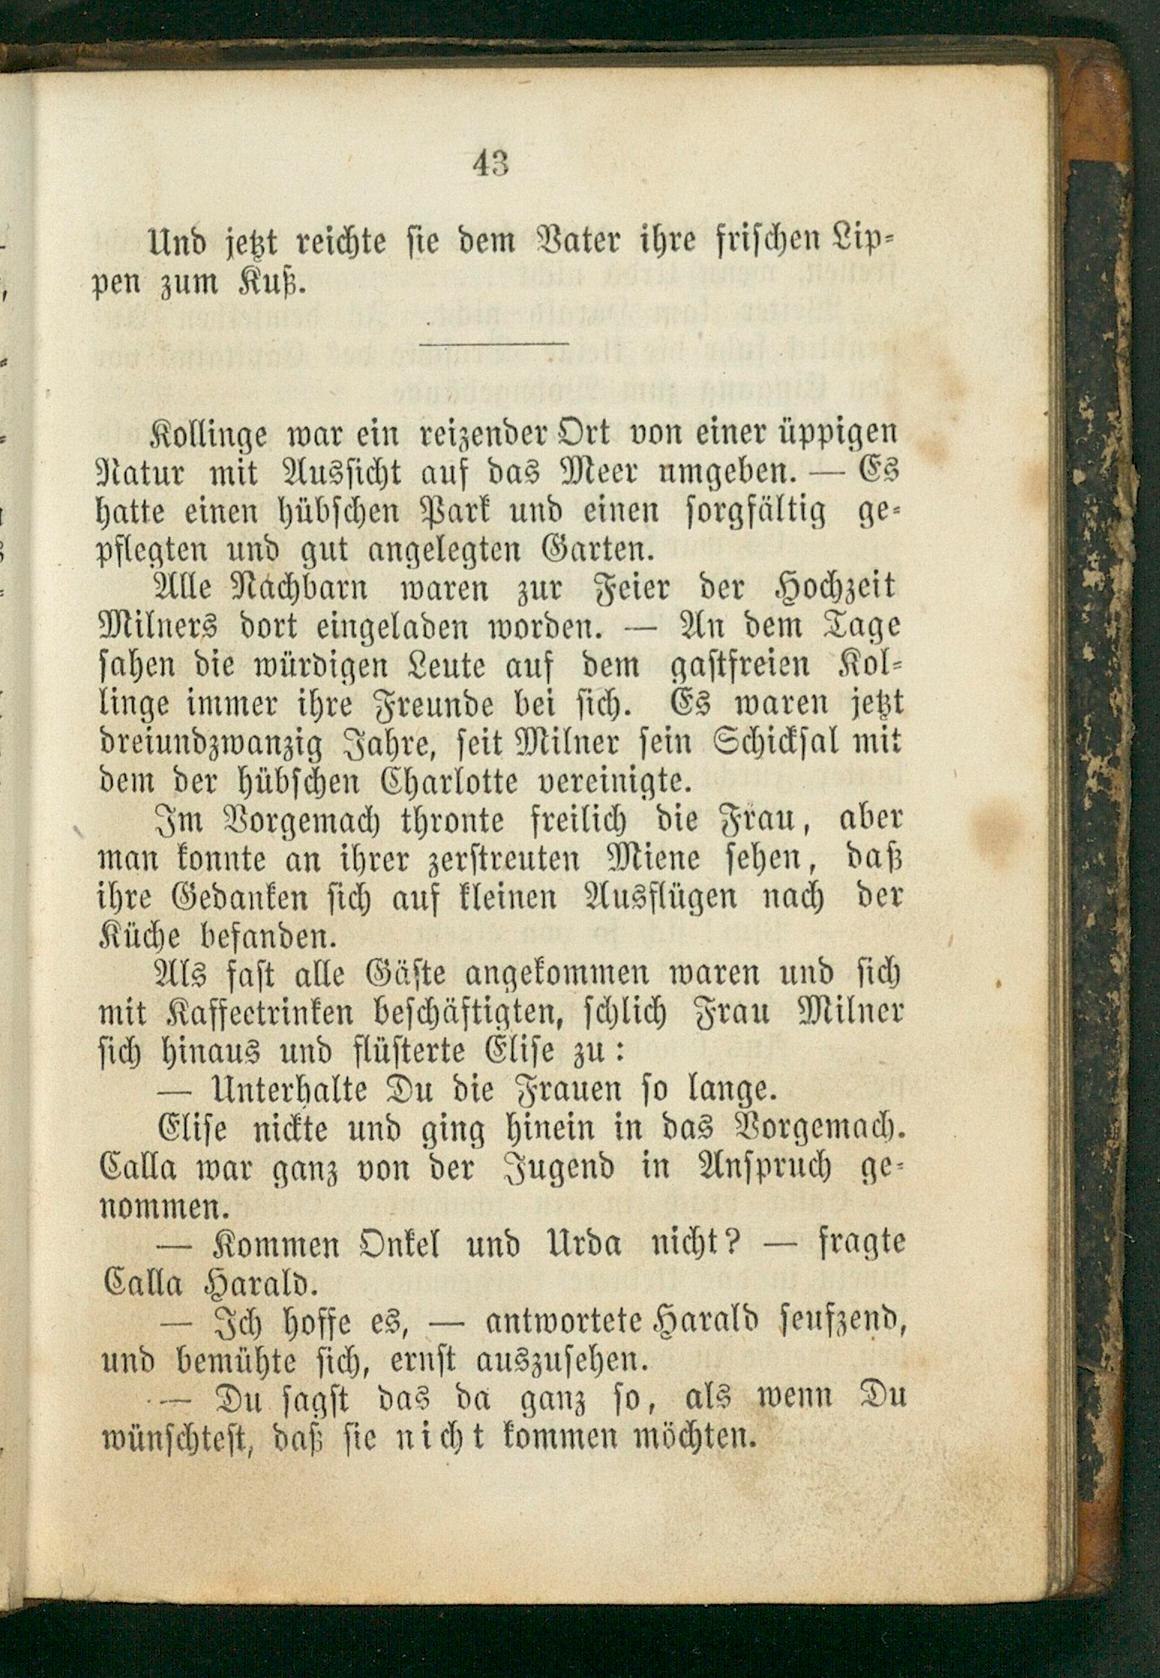 43
Und jetzt reichte sie dem Vater ihre frischen Lip-
pen zum Kuß.
Kollinge war ein reizender Ort von einer üppigen
Natur mit Aussicht auf das Meer umgeben. — Es
hatte einen hübschen Park und einen sorgfältig ge-
pflegten und gut angelegten Garten.
Alle Nachbarn waren zur Feier der Hochzeit
Milners dort eingeladen worden. — An dem Tage
sahen die würdigen Leute auf dem gastfreien Kol-
linge immer ihre Freunde bei sich. Es waren jetzt
dreiundzwanzig Jahre, seit Milner sein Schicksal mit
dem der hübschen Charlotte vereinigte.
Im Vorgemach thronte freilich die Frau, aber
man konnte an ihrer zerstreuten Miene sehen, daß
ihre Gedanken sich auf kleinen Ausflügen nach der
Küche befanden.
Als fast alle Gäste angekommen waren und sich
mit Kaffeetrinken beschäftigten, schlich Frau Milner
sich hinaus und flüsterte Elise zu:
— Unterhalte Du die Frauen so lange.
Elise nickte und ging hinein in das Vorgemach.
Calla war ganz von der Jugend in Anspruch ge-
nommen.
— Kommen Onkel und Urda nicht? — fragte
Calla Harald.
— Ich hoffe es, — antwortete Harald seufzend,
und bemühte sich, ernst auszusehen.
— Du sagst das da ganz so, als wenn Du
wünschtest, daß sie nicht kommen möchten.